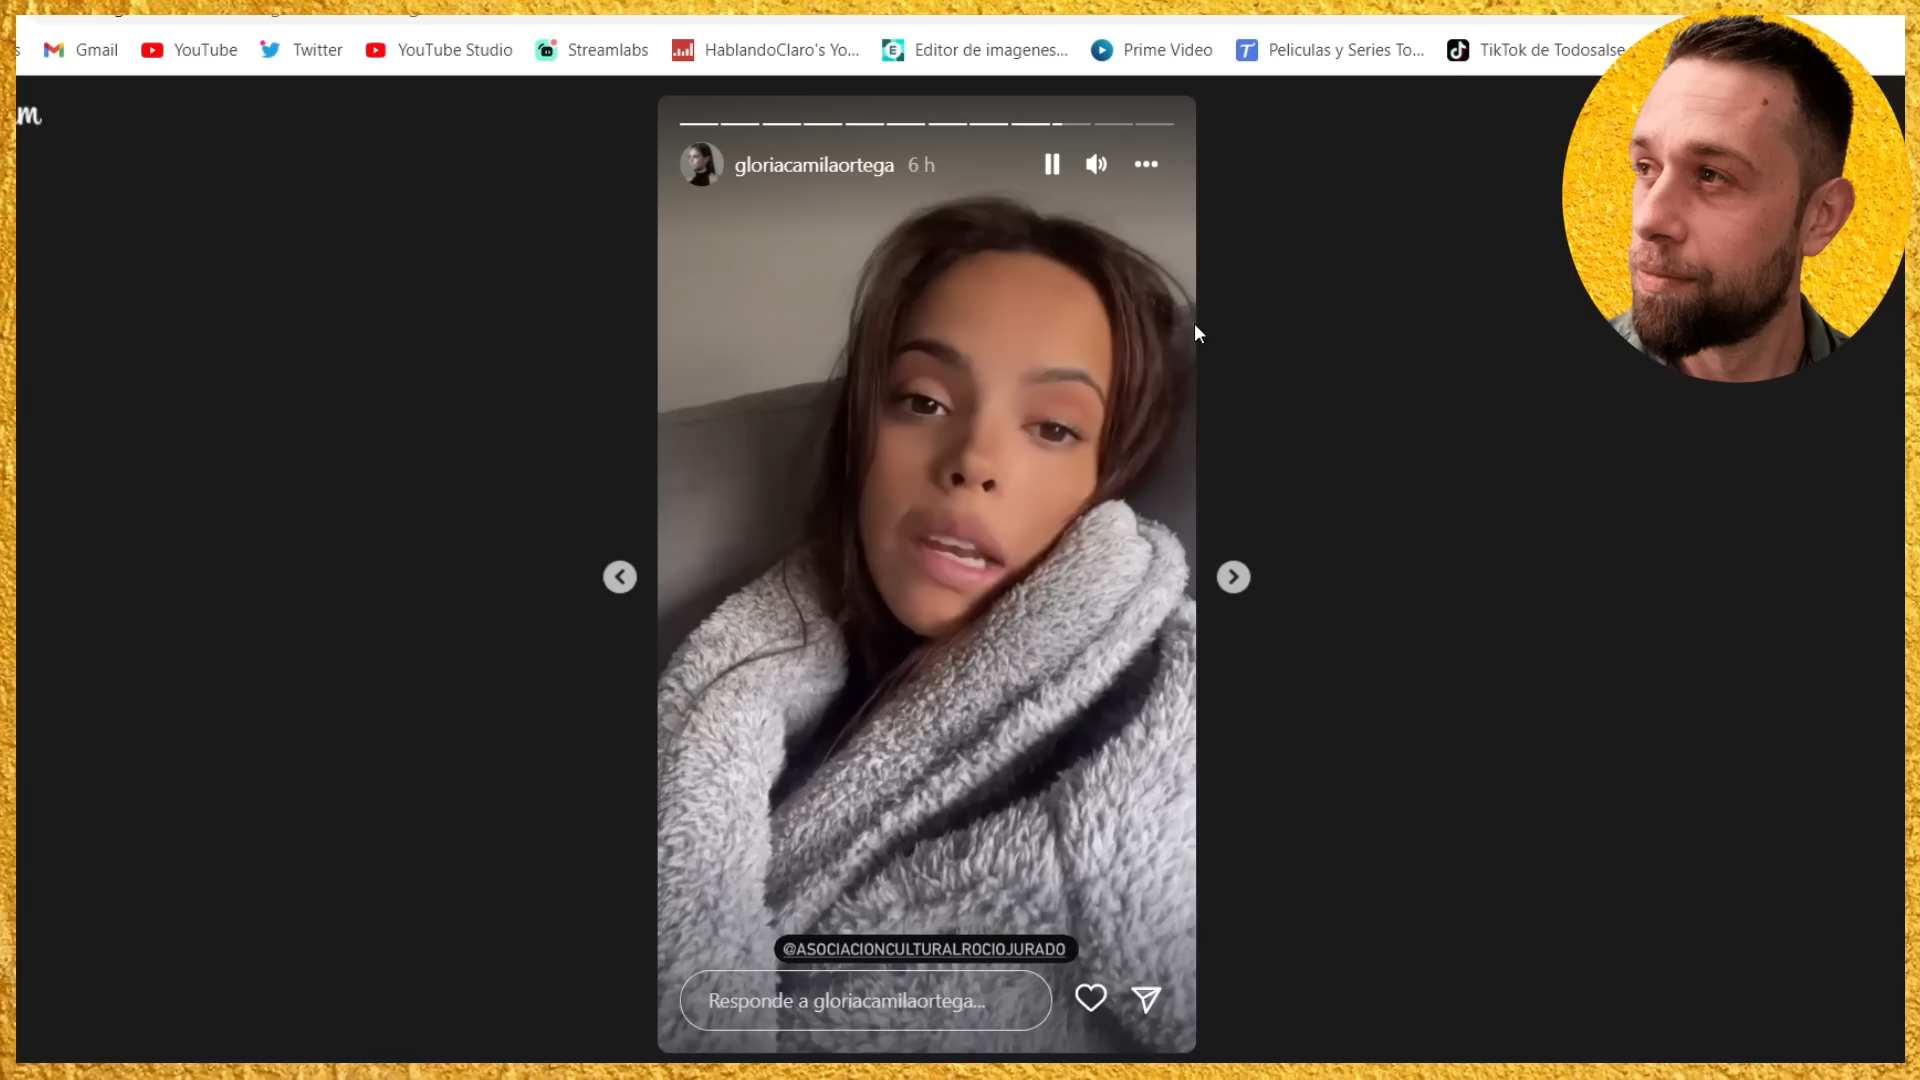 Gmail YouTube Twitter YouTube Studio Streamlabs HablandoClaro's Yo... Editor de imagenes... Prime Video Peliculas y Series To... TikTok de Todosalse
m
gloriacamilaortega 6 h
@ASOCIACIONCULTURALROCIOJURADO
Responde a gloriacamilaortega...